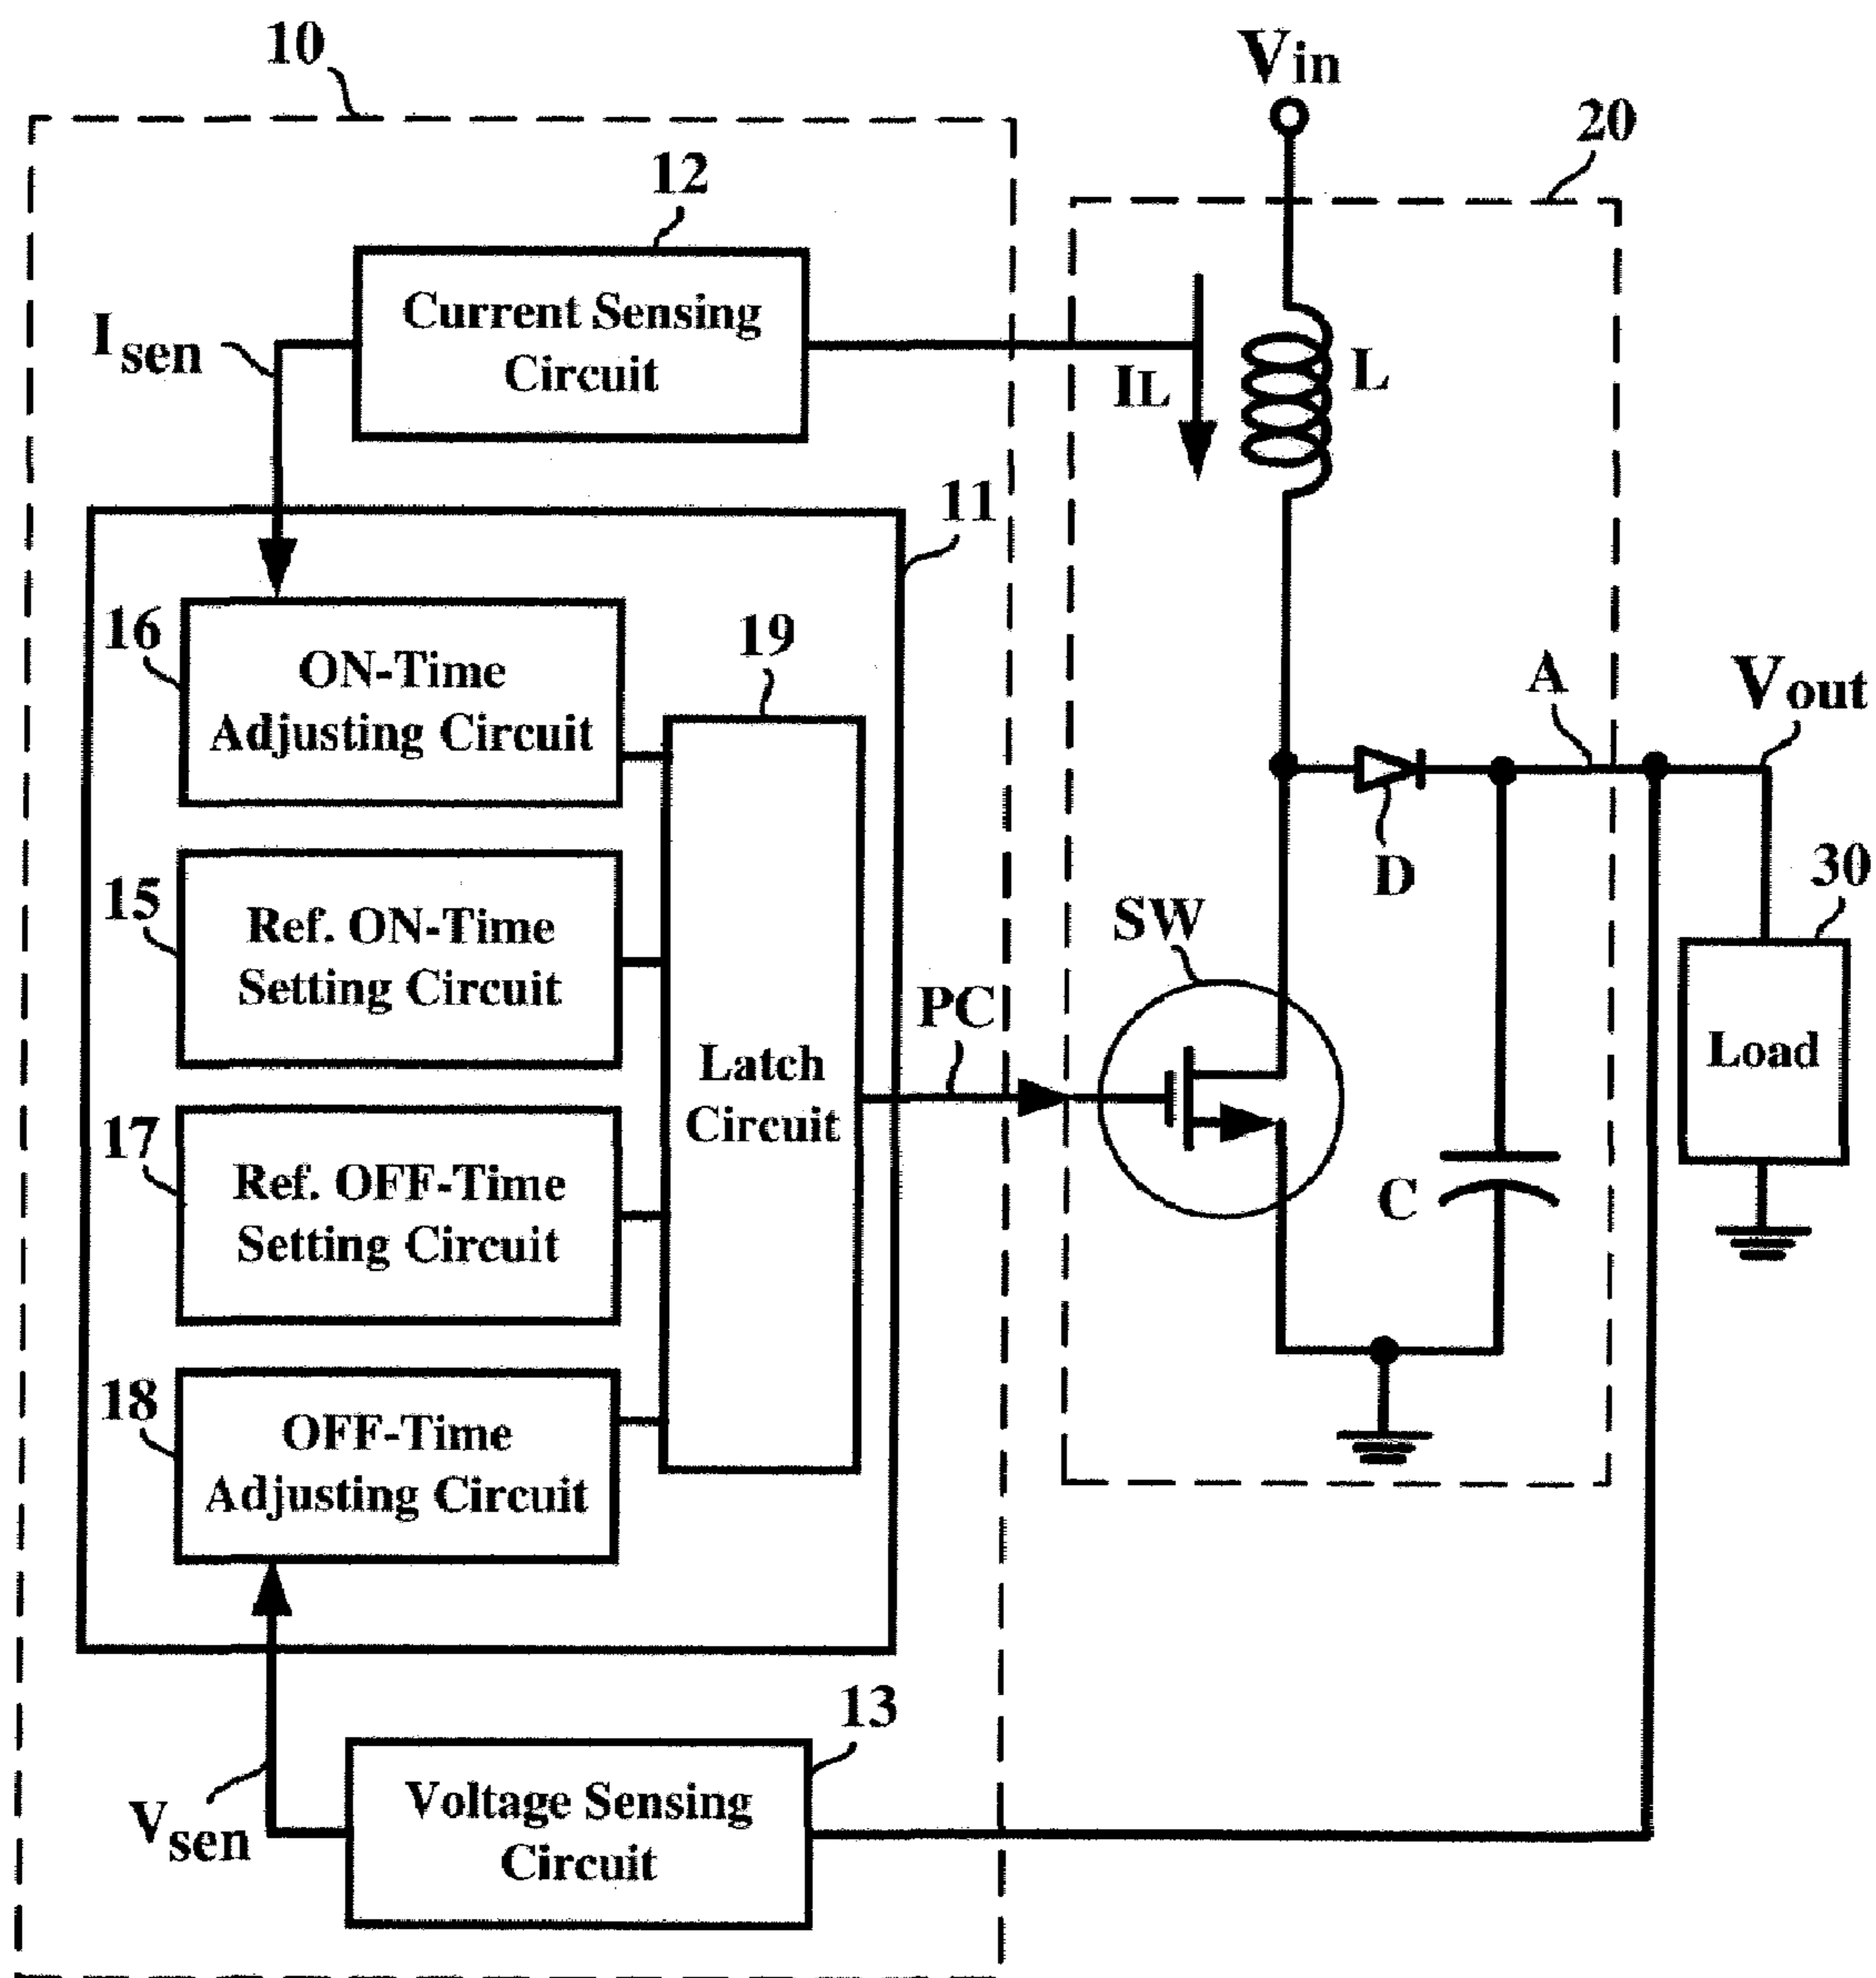 10
Vin
20
12
Current Sensing
Circuit
Isen
IL
L
11
16
ON-Time
Adjusting Circuit
19
A
Vout
15
Ref. ON-Time
Setting Circuit
D
30
SW
PC
Load
Latch
Circuit
17
Ref. OFF-Time
Setting Circuit
C
18
OFF-Time
Adjusting Circuit
13
Voltage Sensing
Circuit
Vsen